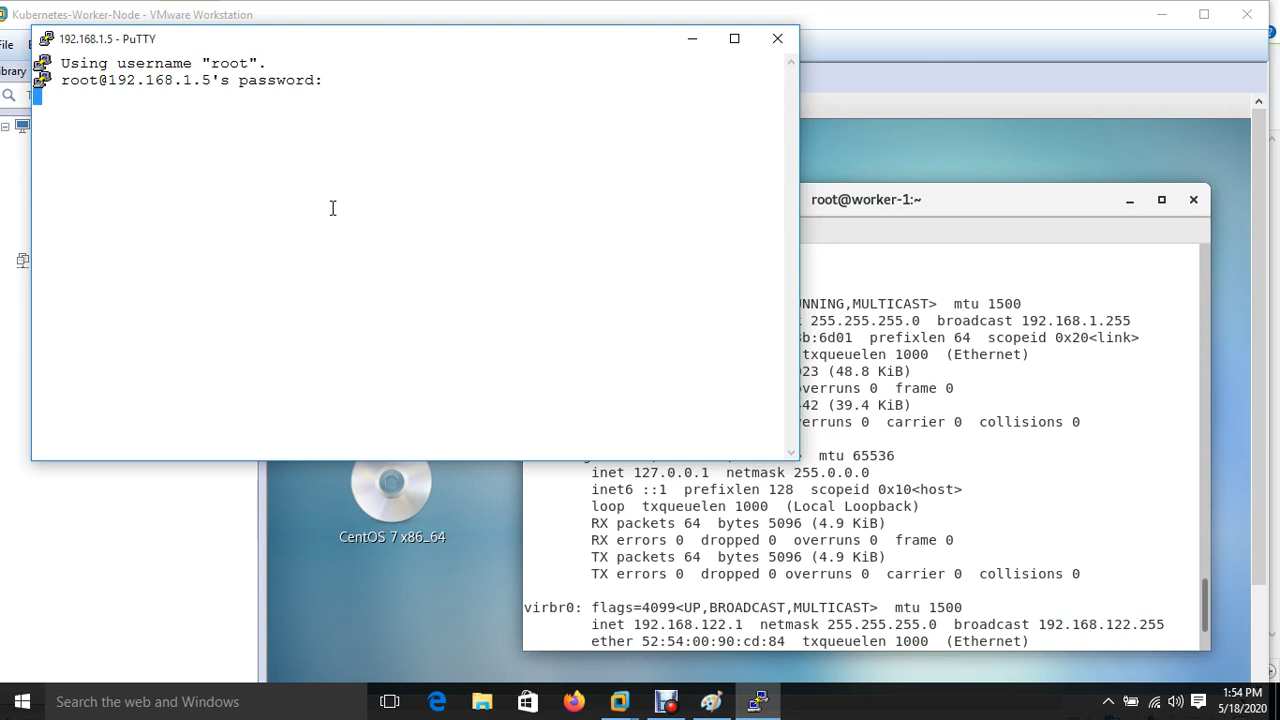 Kubernetes-Worker-Node - VMware Workstation
192.168.1.5 - PuTTY
File
Library
Using username "root".
root@192.168.1.5's password:
root@worker-1:~
NNING,MULTICAST> mtu 1500
255.255.255.0 broadcast 192.168.1.255
b:6d01 prefixlen 64 scopeid 0x20<link>
txqueuelen 1000 (Ethernet)
23 (48.8 KiB)
overruns 0 frame 0
42 (39.4 KiB)
erruns 0 carrier 0 collisions 0
mtu 65536
inet 127.0.0.1 netmask 255.0.0.0
inet6 ::1 prefixlen 128 scopeid 0x10<host>
loop txqueuelen 1000 (Local Loopback)
RX packets 64 bytes 5096 (4.9 KiB)
RX errors 0 dropped 0 overruns 0 frame 0
TX packets 64 bytes 5096 (4.9 KiB)
TX errors 0 dropped 0 overruns 0 carrier 0 collisions 0
virbr0: flags=4099<UP,BROADCAST,MULTICAST> mtu 1500
inet 192.168.122.1 netmask 255.255.255.0 broadcast 192.168.122.255
ether 52:54:00:90:cd:84 txqueuelen 1000 (Ethernet)
CentOS 7 x86_64
Search the web and Windows
1:54 PM
5/18/2020